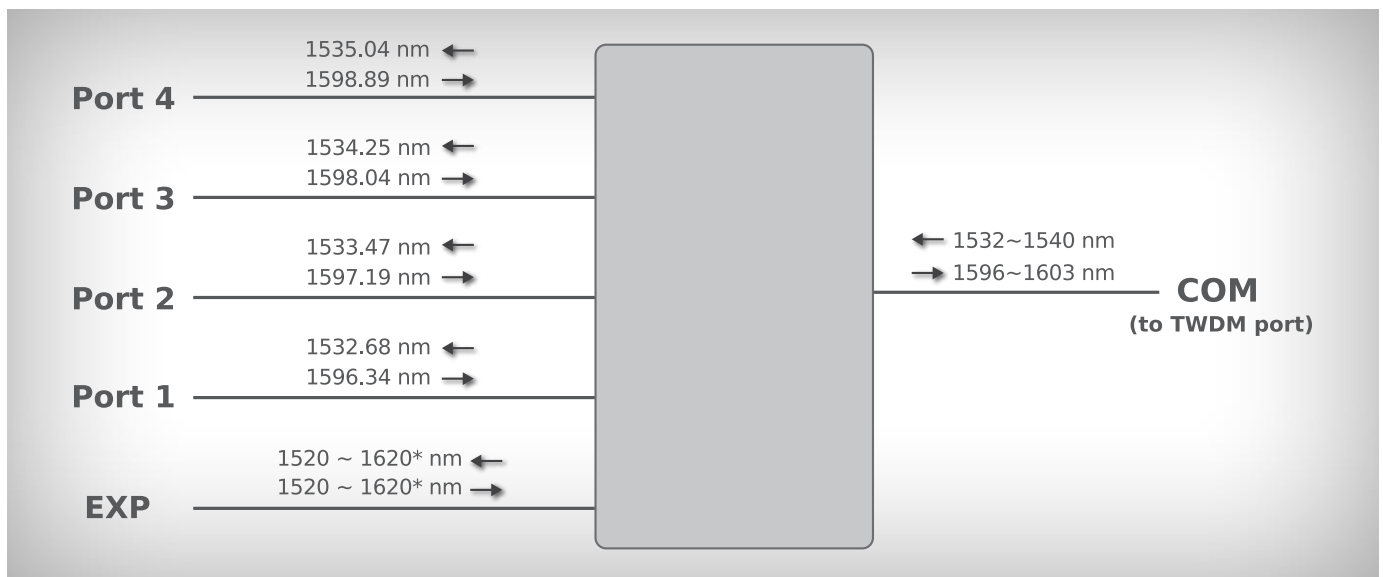 1535.04 nm
1598.89 nm
Port 4
1534.25 nm
1598.04 nm
Port 3
1533.47 nm
1597.19 nm
Port 2
1532.68 nm
1596.34 nm
Port 1
1520 ~ 1620* nm
1520 ~ 1620* nm
EXP
1532~1540 nm
1596~1603 nm
COM
(to TWDM port)